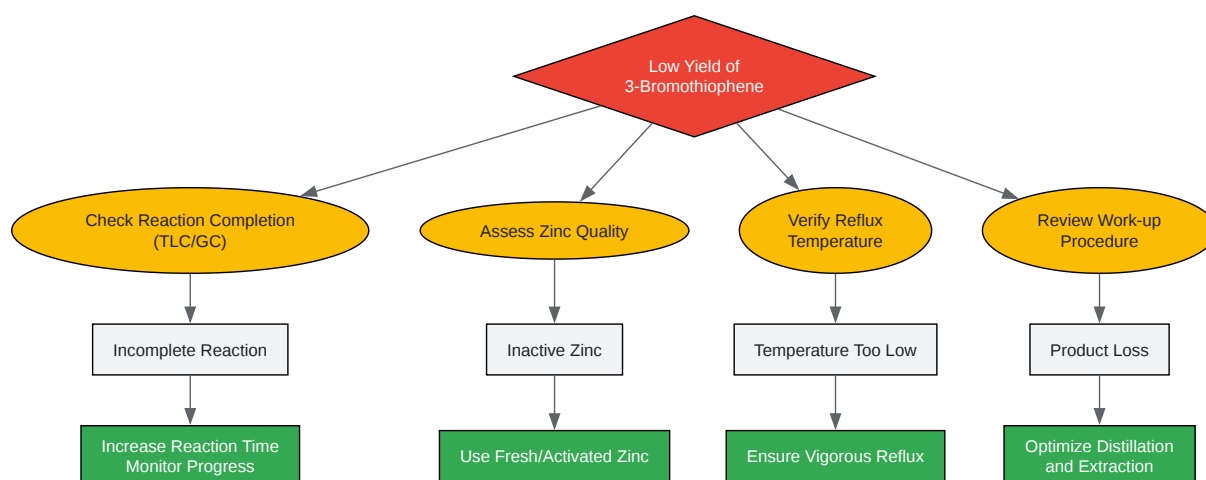 Low Yield of
3-Bromothiophene
Check Reaction Completion
(TLC/GC)
Assess Zinc Quality
Verify Reflux
Temperature
Review Work-up
Procedure
Incomplete Reaction
Inactive Zinc
Temperature Too Low
Product Loss
Increase Reaction Time
Monitor Progress
Use Fresh/Activated Zinc
Ensure Vigorous Reflux
Optimize Distillation
and Extraction